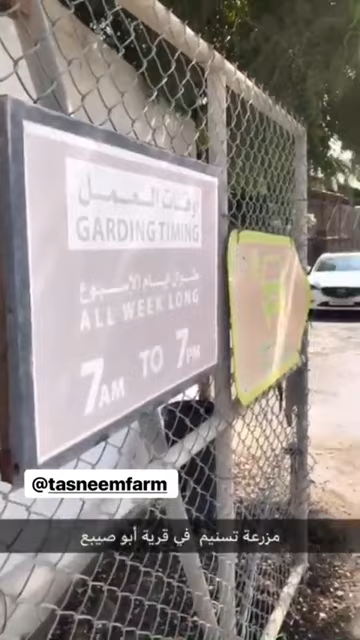 أوقات العمل
GARDING TIMING
طوال أيام الاسبوع
ALL WEEK LONG
7AM TO 7PM
@tasneemfarm
مزرعة تسنيم في قرية أبو صيبع